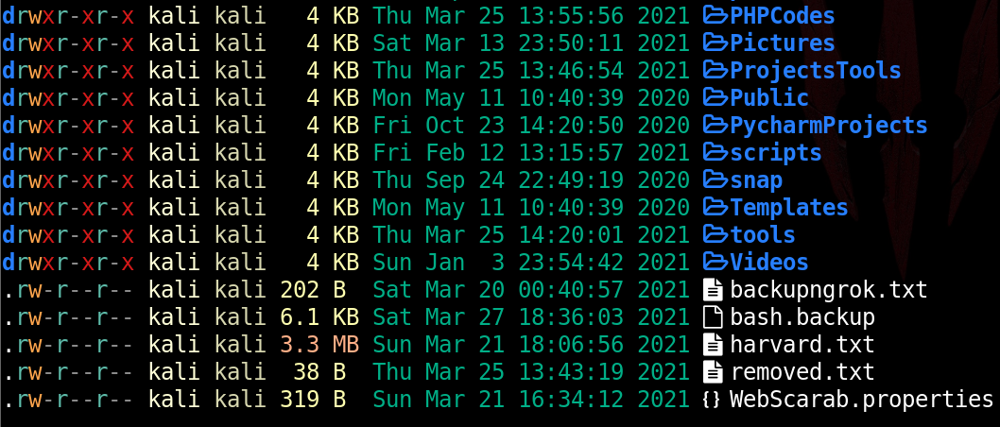 drwxr-xr-x kali kali   4 KB Thu Mar 25 13:55:56 2021 PHPCodes
drwxr-xr-x kali kali   4 KB Sat Mar 13 23:50:11 2021 Pictures
drwxr-xr-x kali kali   4 KB Thu Mar 25 13:46:54 2021 ProjectsTools
drwxr-xr-x kali kali   4 KB Mon May 11 10:40:39 2020 Public
drwxr-xr-x kali kali   4 KB Fri Oct 23 14:20:50 2020 PycharmProjects
drwxr-xr-x kali kali   4 KB Fri Feb 12 13:15:57 2021 scripts
drwxr-xr-x kali kali   4 KB Thu Sep 24 22:49:19 2020 snap
drwxr-xr-x kali kali   4 KB Mon May 11 10:40:39 2020 Templates
drwxr-xr-x kali kali   4 KB Thu Mar 25 14:20:01 2021 tools
drwxr-xr-x kali kali   4 KB Sun Jan  3 23:54:42 2021 Videos
.rw-r--r-- kali kali 202 B  Sat Mar 20 00:40:57 2021 backupngrok.txt
.rw-r--r-- kali kali 6.1 KB Sat Mar 27 18:36:03 2021 bash.backup
.rw-r--r-- kali kali 3.3 MB Sun Mar 21 18:06:56 2021 harvard.txt
.rw-r--r-- kali kali  38 B  Thu Mar 25 13:43:19 2021 removed.txt
.rw-r--r-- kali kali 319 B  Sun Mar 21 16:34:12 2021 {} WebScarab.properties